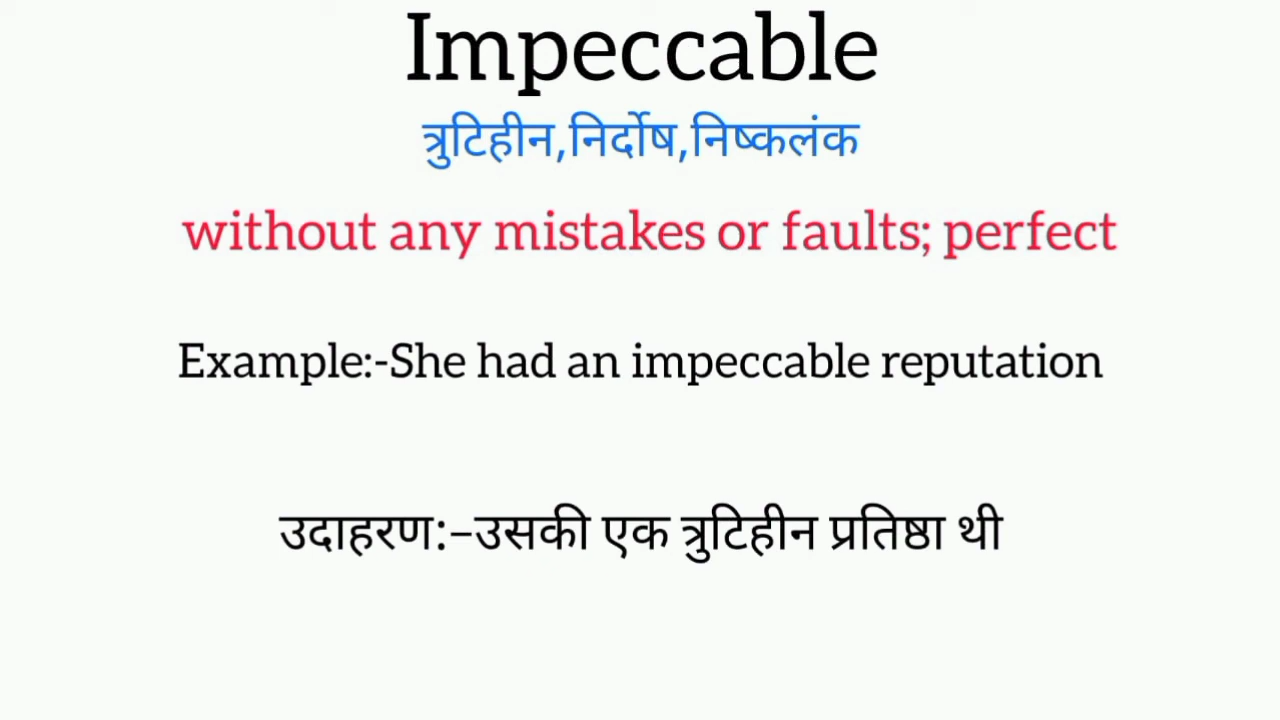 Impeccable
त्रुटिहीन,निर्दोष,निष्कलंक
without any mistakes or faults; perfect
Example:-She had an impeccable reputation
उदाहरण:–उसकी एक त्रुटिहीन प्रतिष्ठा थी